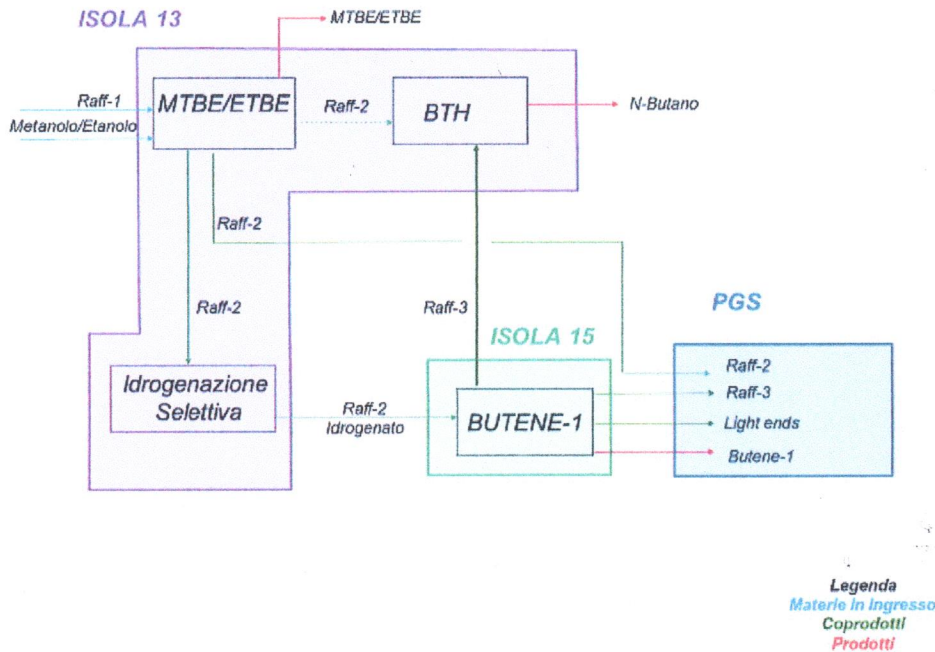 ISOLA 13
MTBE/ETBE
Raff-1
Metanolo/Etanolo
MTBE/ETBE
Raff-2
BTH
N-Butano
Raff-2
Raff-2
Raff-3
PGS
ISOLA 15
Idrogenazione
Selettiva
Raff-2
Idrogenato
BUTENE-1
Raff-2
Raff-3
Light ends
Butene-1
Legenda
Materie in Ingresso
Coprodotti
Prodotti